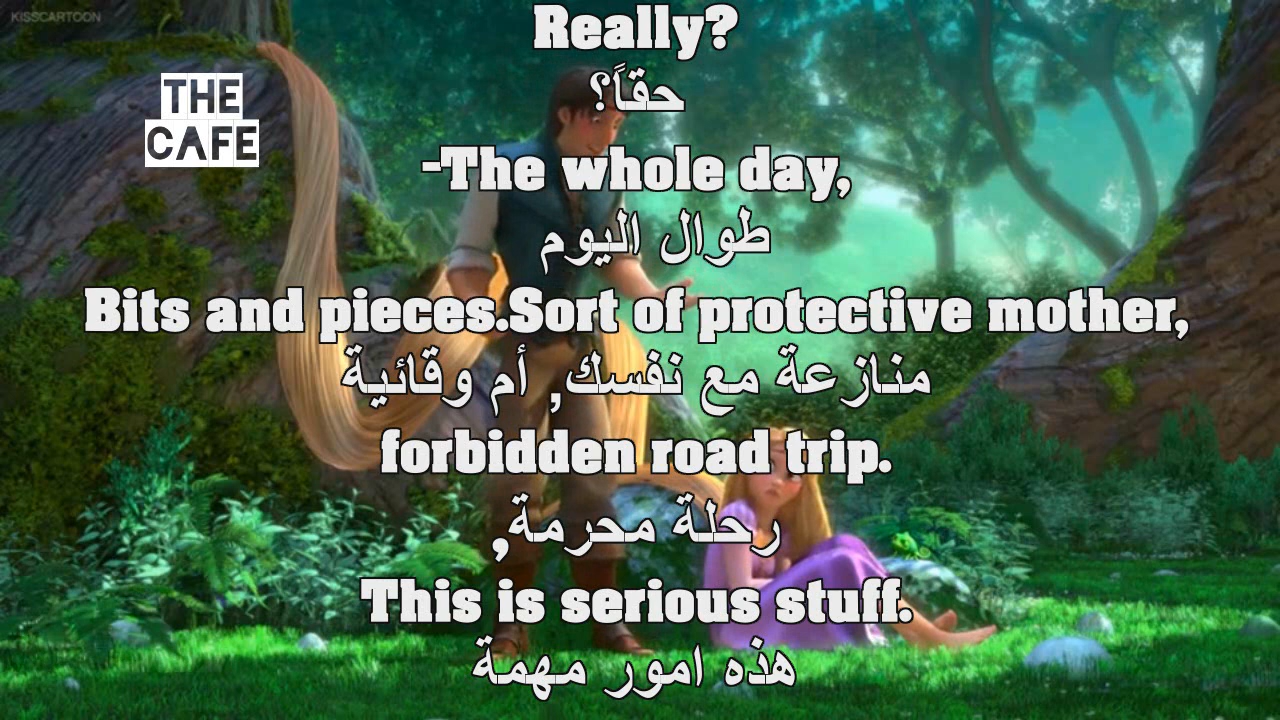 KISSCARTOON
THE
CAFE
Really?
حقاً؟
-The whole day,
طوال اليوم
Bits and pieces.Sort of protective mother,
منازعة مع نفسك, أم وقائية
forbidden road trip.
رحلة محرمة,
This is serious stuff.
هذه امور مهمة